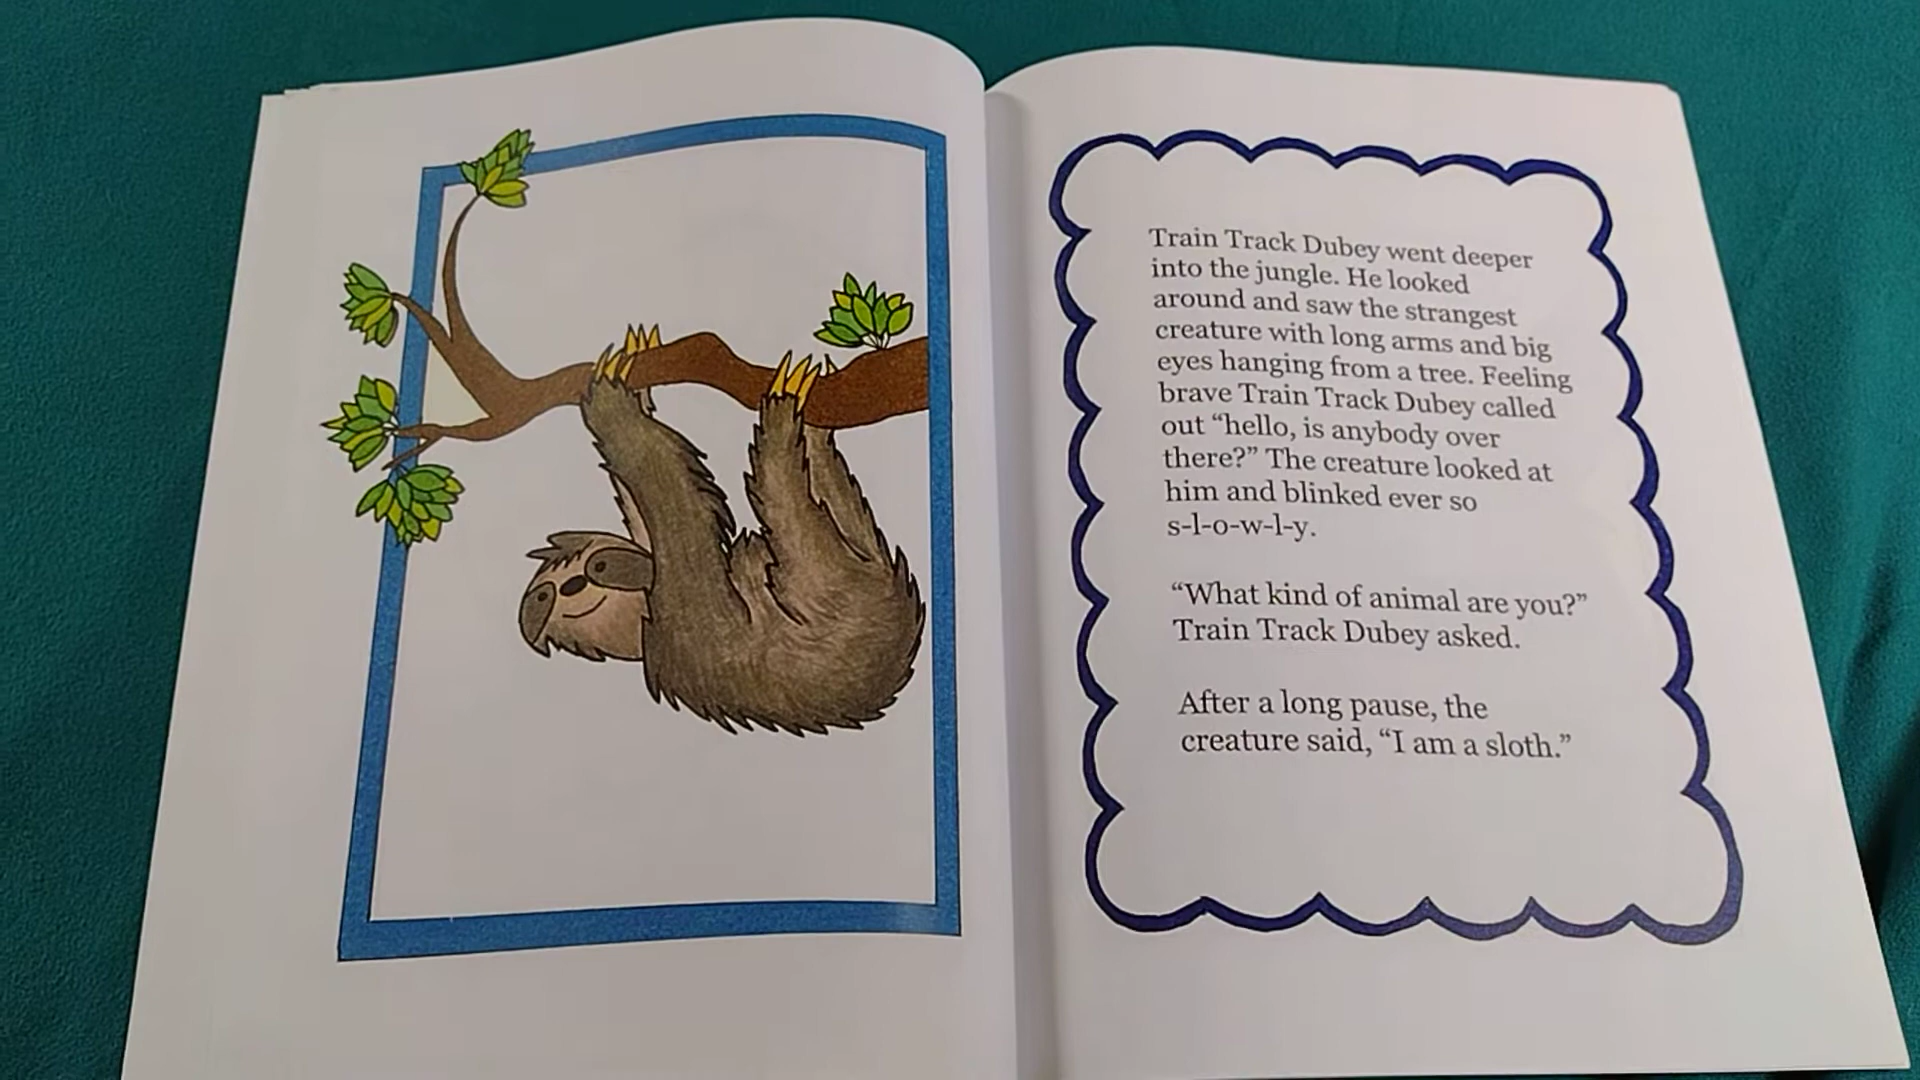 Train Track Dubey went deeper
into the jungle. He looked
around and saw the strangest
creature with long arms and big
eyes hanging from a tree. Feeling
brave Train Track Dubey called
out “hello, is anybody over
there?” The creature looked at
him and blinked ever so
s-l-o-w-l-y.
“What kind of animal are you?”
Train Track Dubey asked.
After a long pause, the
creature said, “I am a sloth.”